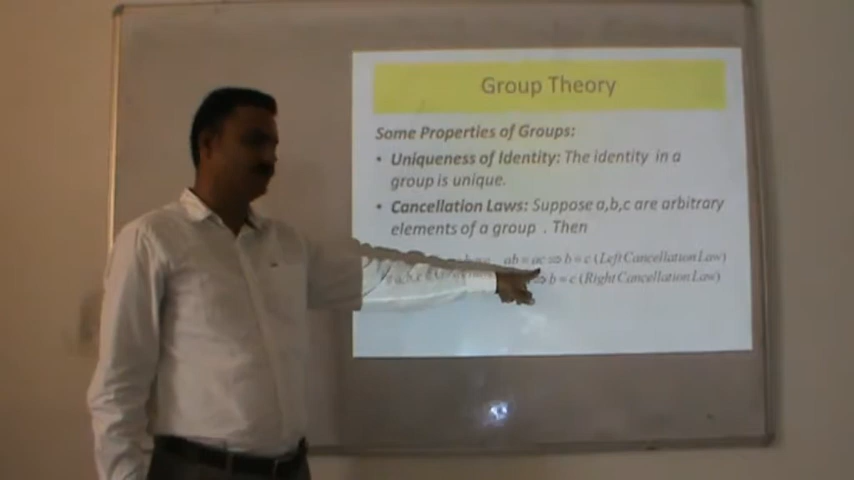 Group Theory
Some Properties of Groups:
• Uniqueness of Identity: The identity in a
group is unique.
• Cancellation Laws: Suppose a,b,c are arbitrary
elements of a group . Then
ab = ac ⇒ b = c (Left Cancellation Law)
⇒ b = c (Right Cancellation Law)